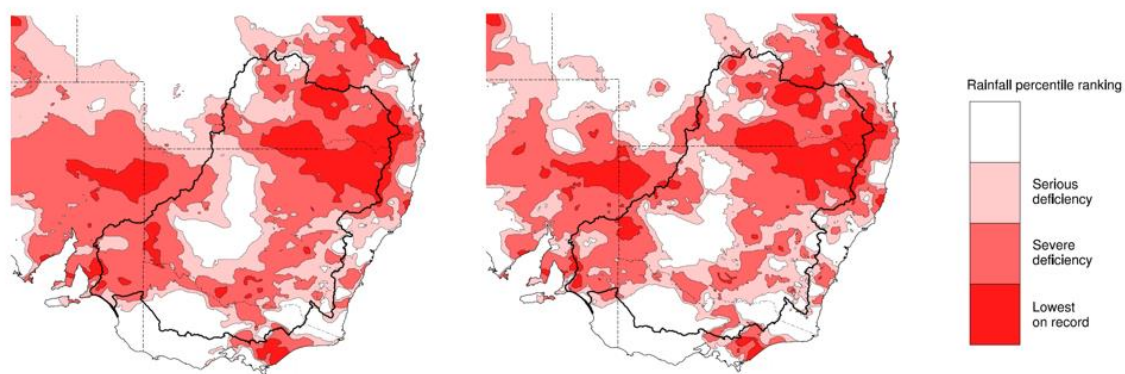 Rainfall percentile ranking
Serious
deficiency
Severe
deficiency
Lowest
on record